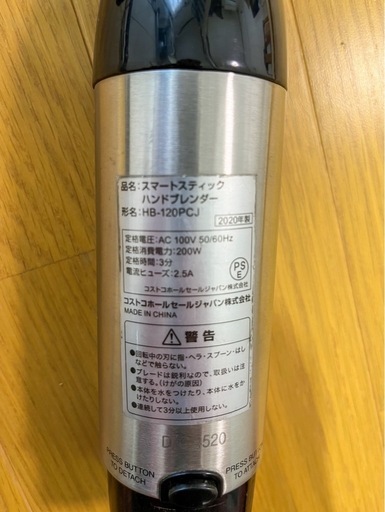 品名:スマートスティック
ハンドブレンダー
形名:HB-120PCJ
2020年製
定格電圧:AC 100V 50/60Hz
定格消費電力:200W
定格時間:3分
電流ヒューズ:2.5A
PS
E
コストコホールセールジャパン株式会社
コストコホールセールジャパン株式会社
MADE IN CHINA
警告
●回転中の刃に指・ヘラ・スプーン・はし
などで触らない。
●ブレードは鋭利なので、取扱いは注
意する。(けがの原因)
●本体を水をつけたり、本体に水をか
けたりしない。
●連続して3分以上使用しない
520
PRESS BUTTON
TO DETACH
PRESS BUTTON